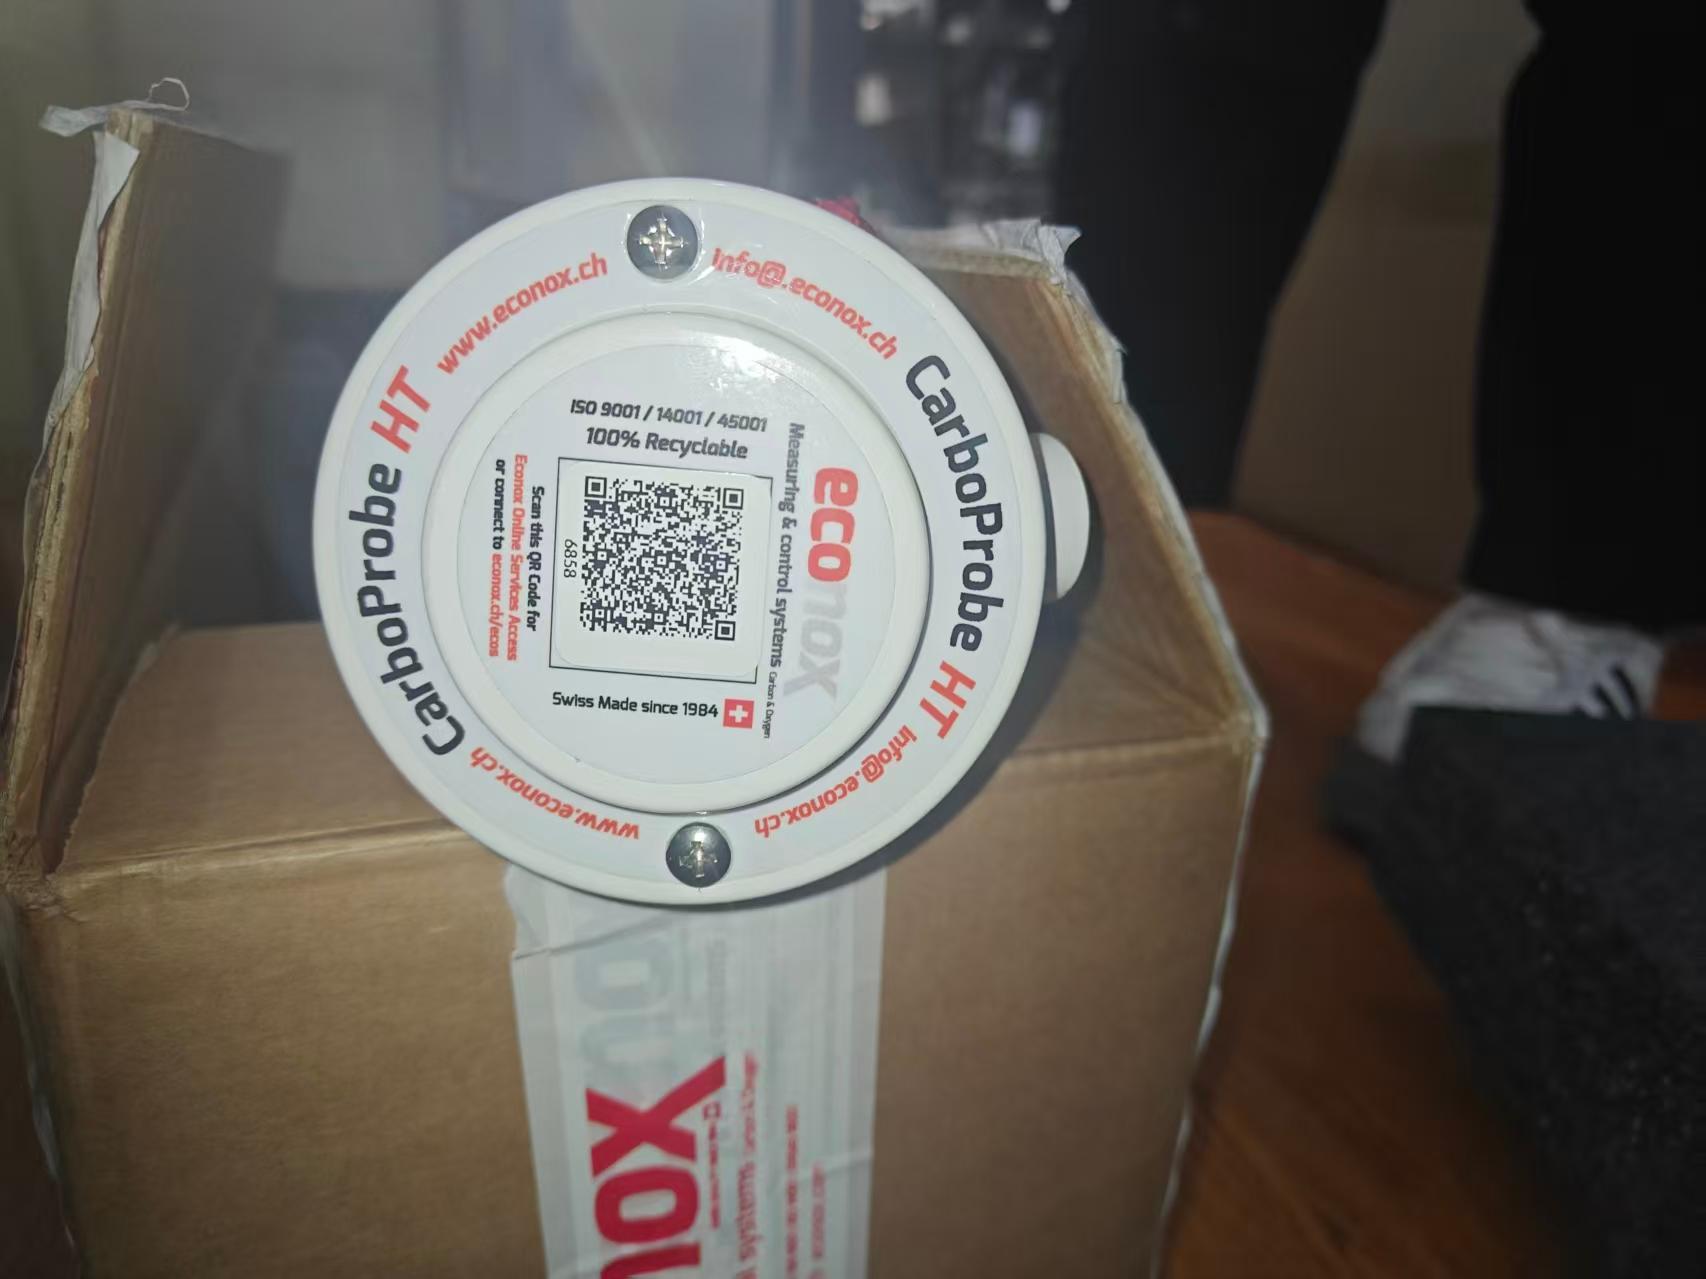 www.econox.ch
info@.econox.ch
CarboProbe HT
CarboProbe HT
www.econox.ch
info@.econox.ch
ISO 9001 / 14001 / 45001
100% Recyclable
6858
Scan this QR Code for
Econox Online Services Access
or connect to econox.ch/ecos
Swiss Made since 1984
econox
Measuring & control systems
Carbon & Oxygen
nox